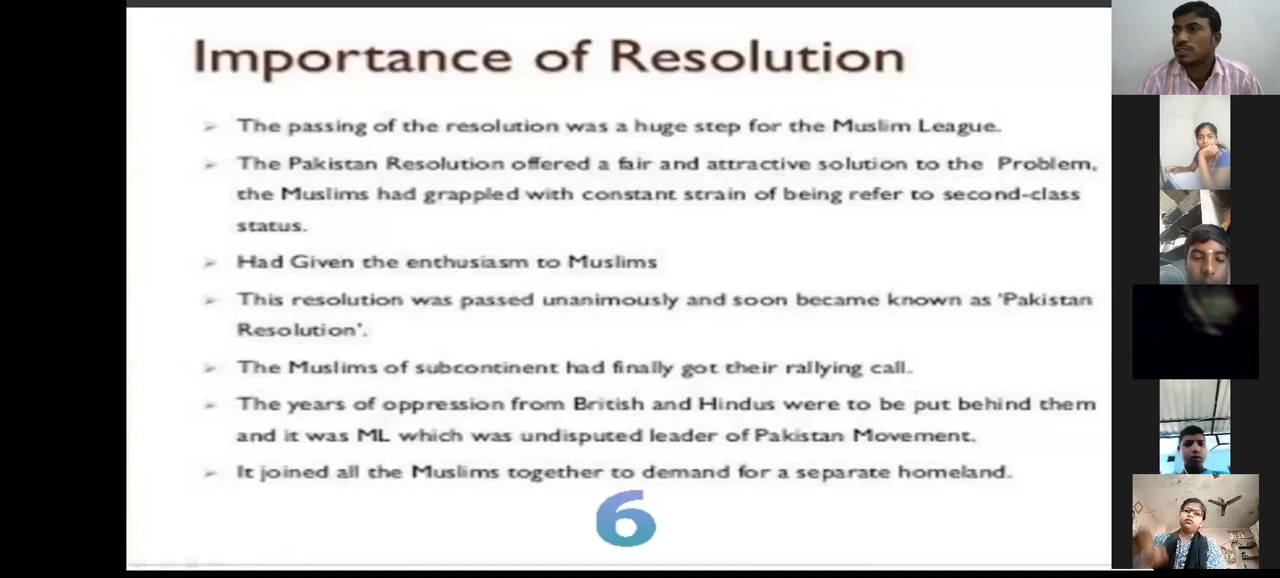 Importance of Resolution
The passing of the resolution was a huge step for the Muslim League.
The Pakistan Resolution offered a fair and attractive solution to the Problem,
the Muslims had grappled with constant strain of being refer to second-class
status.
Had Given the enthusiasm to Muslims
This resolution was passed unanimously and soon became known as 'Pakistan
Resolution'.
The Muslims of subcontinent had finally got their rallying call.
The years of oppression from British and Hindus were to be put behind them
and it was ML which was undisputed leader of Pakistan Movement.
It joined all the Muslims together to demand for a separate homeland.
6